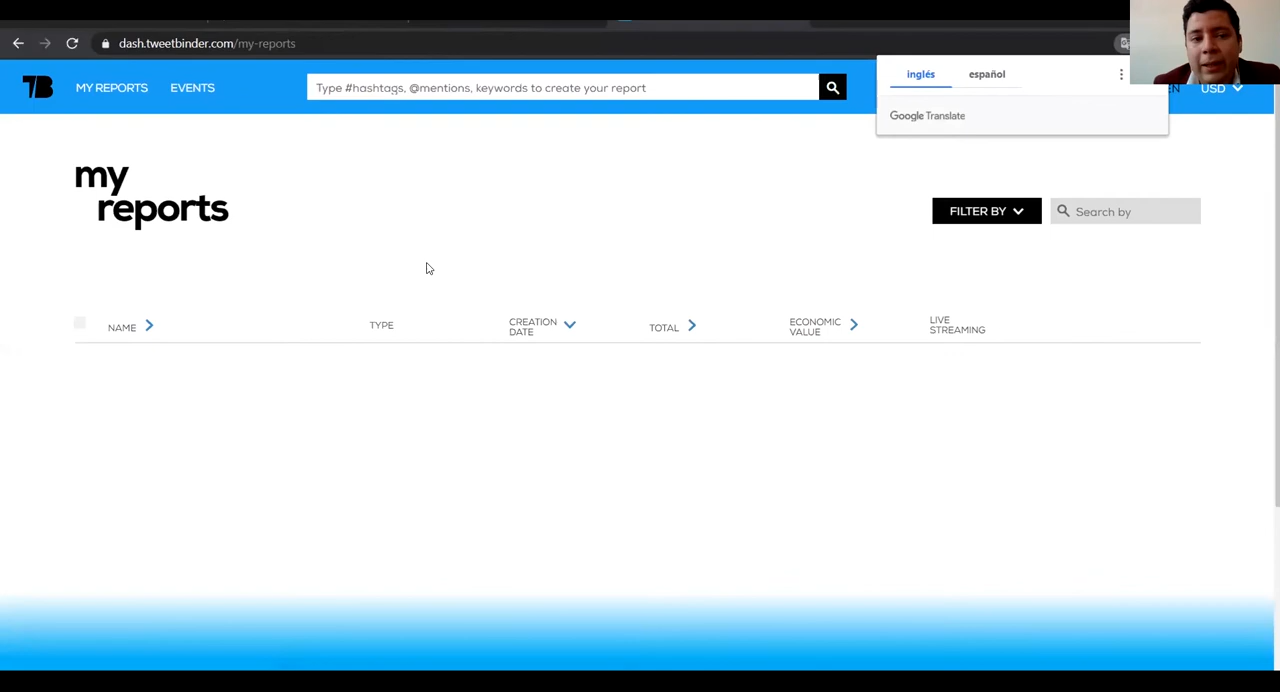 dash.tweetbinder.com/my-reports
TB
MY REPORTS
EVENTS
Type #hashtags, @mentions, keywords to create your report
inglés
español
Google Translate
EN
USD
my
reports
FILTER BY
Search by
NAME
TYPE
CREATION
DATE
TOTAL
ECONOMIC
VALUE
LIVE
STREAMING